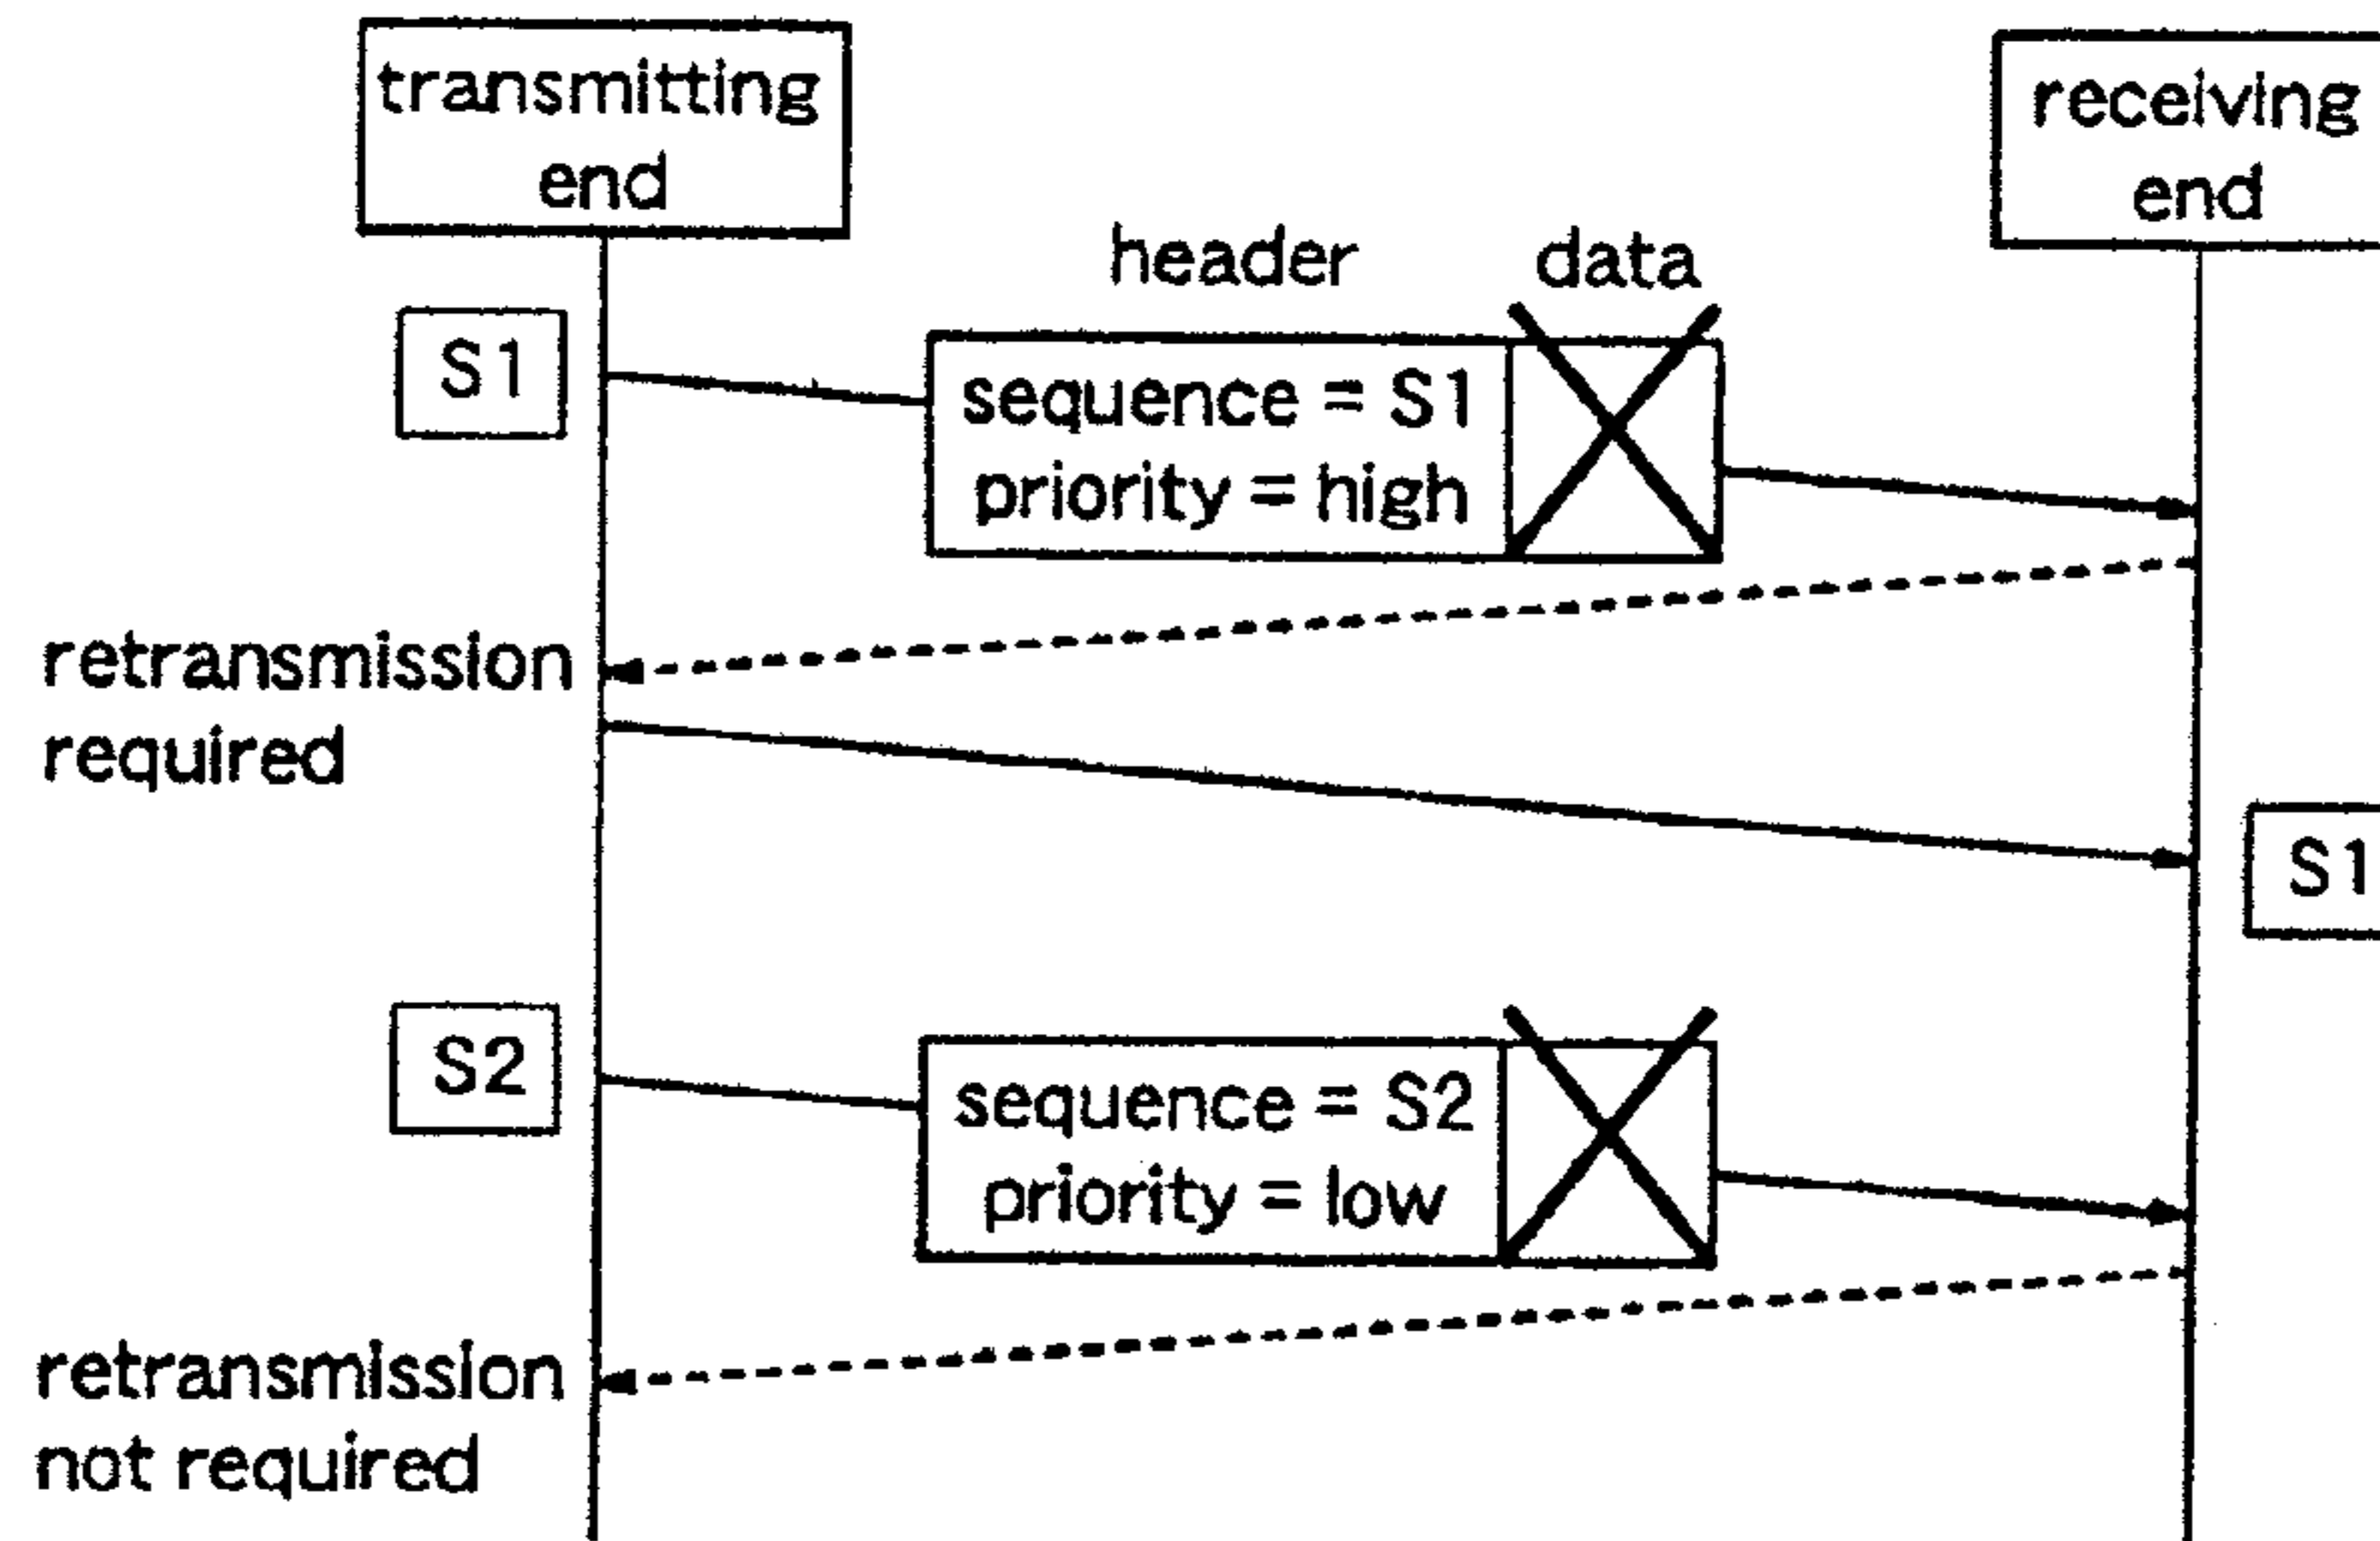 transmitting
end
receiving
end
header
data
S1
sequence = S1
priority = high
retransmission
required
S1
S2
sequence = S2
priority = low
retransmission
not required